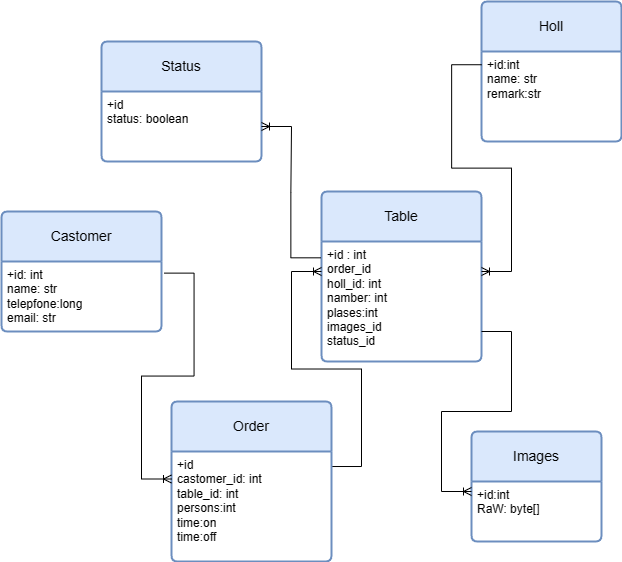 Holl
+id:int
name: str
remark:str
Status
+id
status: boolean
Table
+id : int
order_id
holl_id: int
namber: int
plases:int
images_id
status_id
Castomer
+id: int
name: str
telepfone:long
email: str
Order
+id
castomer_id: int
table_id: int
persons:int
time:on
time:off
Images
+id:int
RaW: byte[]